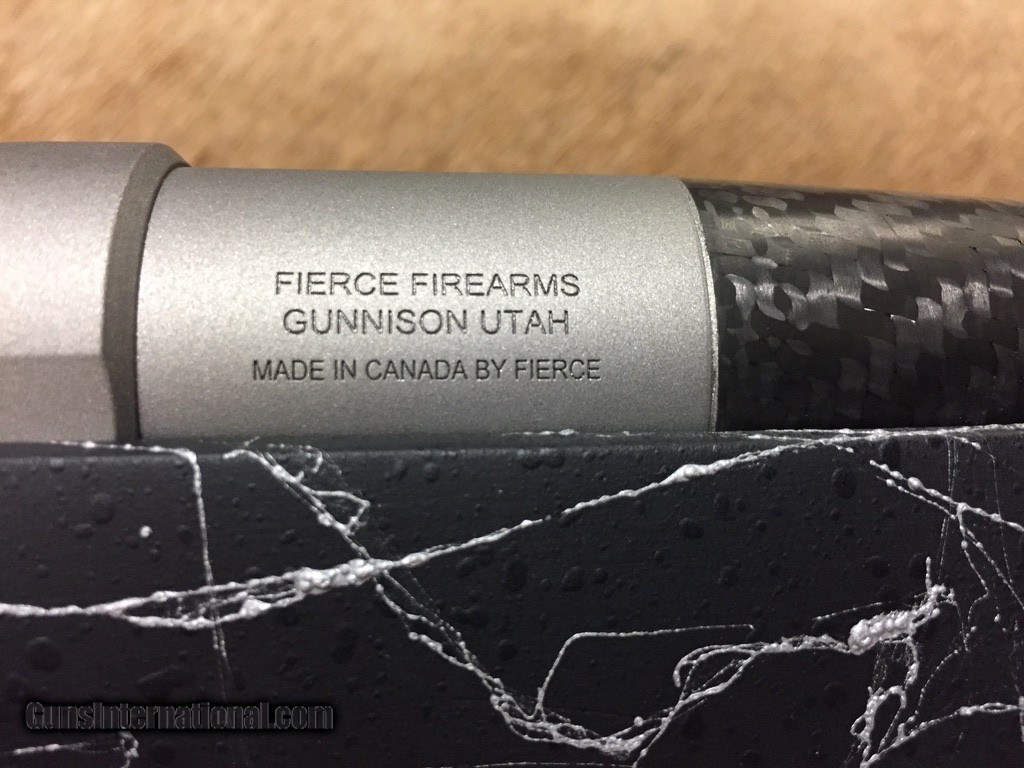 FIERCE FIREARMS
GUNNISON UTAH
MADE IN CANADA BY FIERCE
GunsInternational.com